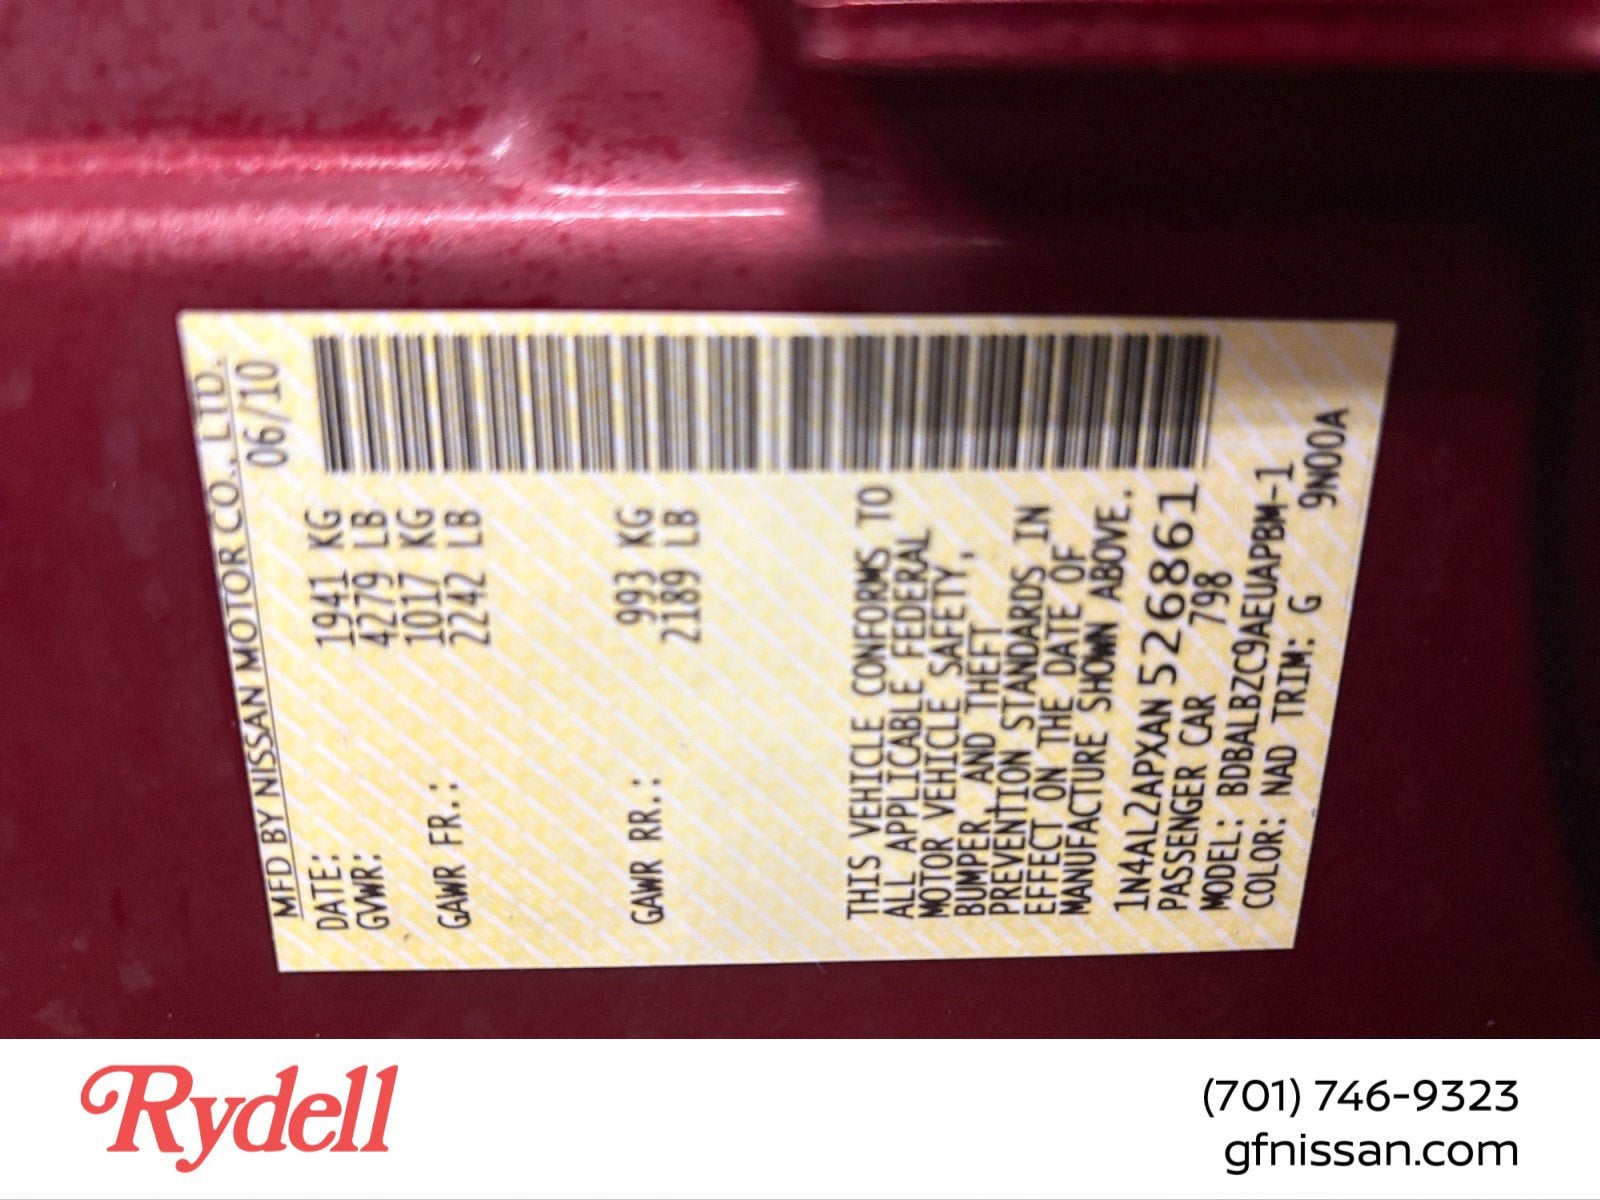 MFD BY NISSAN MOTOR CO., LTD.
DATE: 06/10
GVWR: 1941 KG
4279 LB
GAWR FR.: 1017 KG
2242 LB
GAWR RR.: 993 KG
2189 LB
THIS VEHICLE CONFORMS TO
ALL APPLICABLE FEDERAL
MOTOR VEHICLE SAFETY,
BUMPER, AND THEFT
PREVENTION STANDARDS IN
EFFECT ON THE DATE OF
MANUFACTURE SHOWN ABOVE.
1N4AL2APXAN526861
PASSENGER CAR 798
MODEL: BDBALBZC9AEUAPBM-1
COLOR: NAD TRIM: G 9N00A
Rydell
(701) 746-9323
gfnissan.com